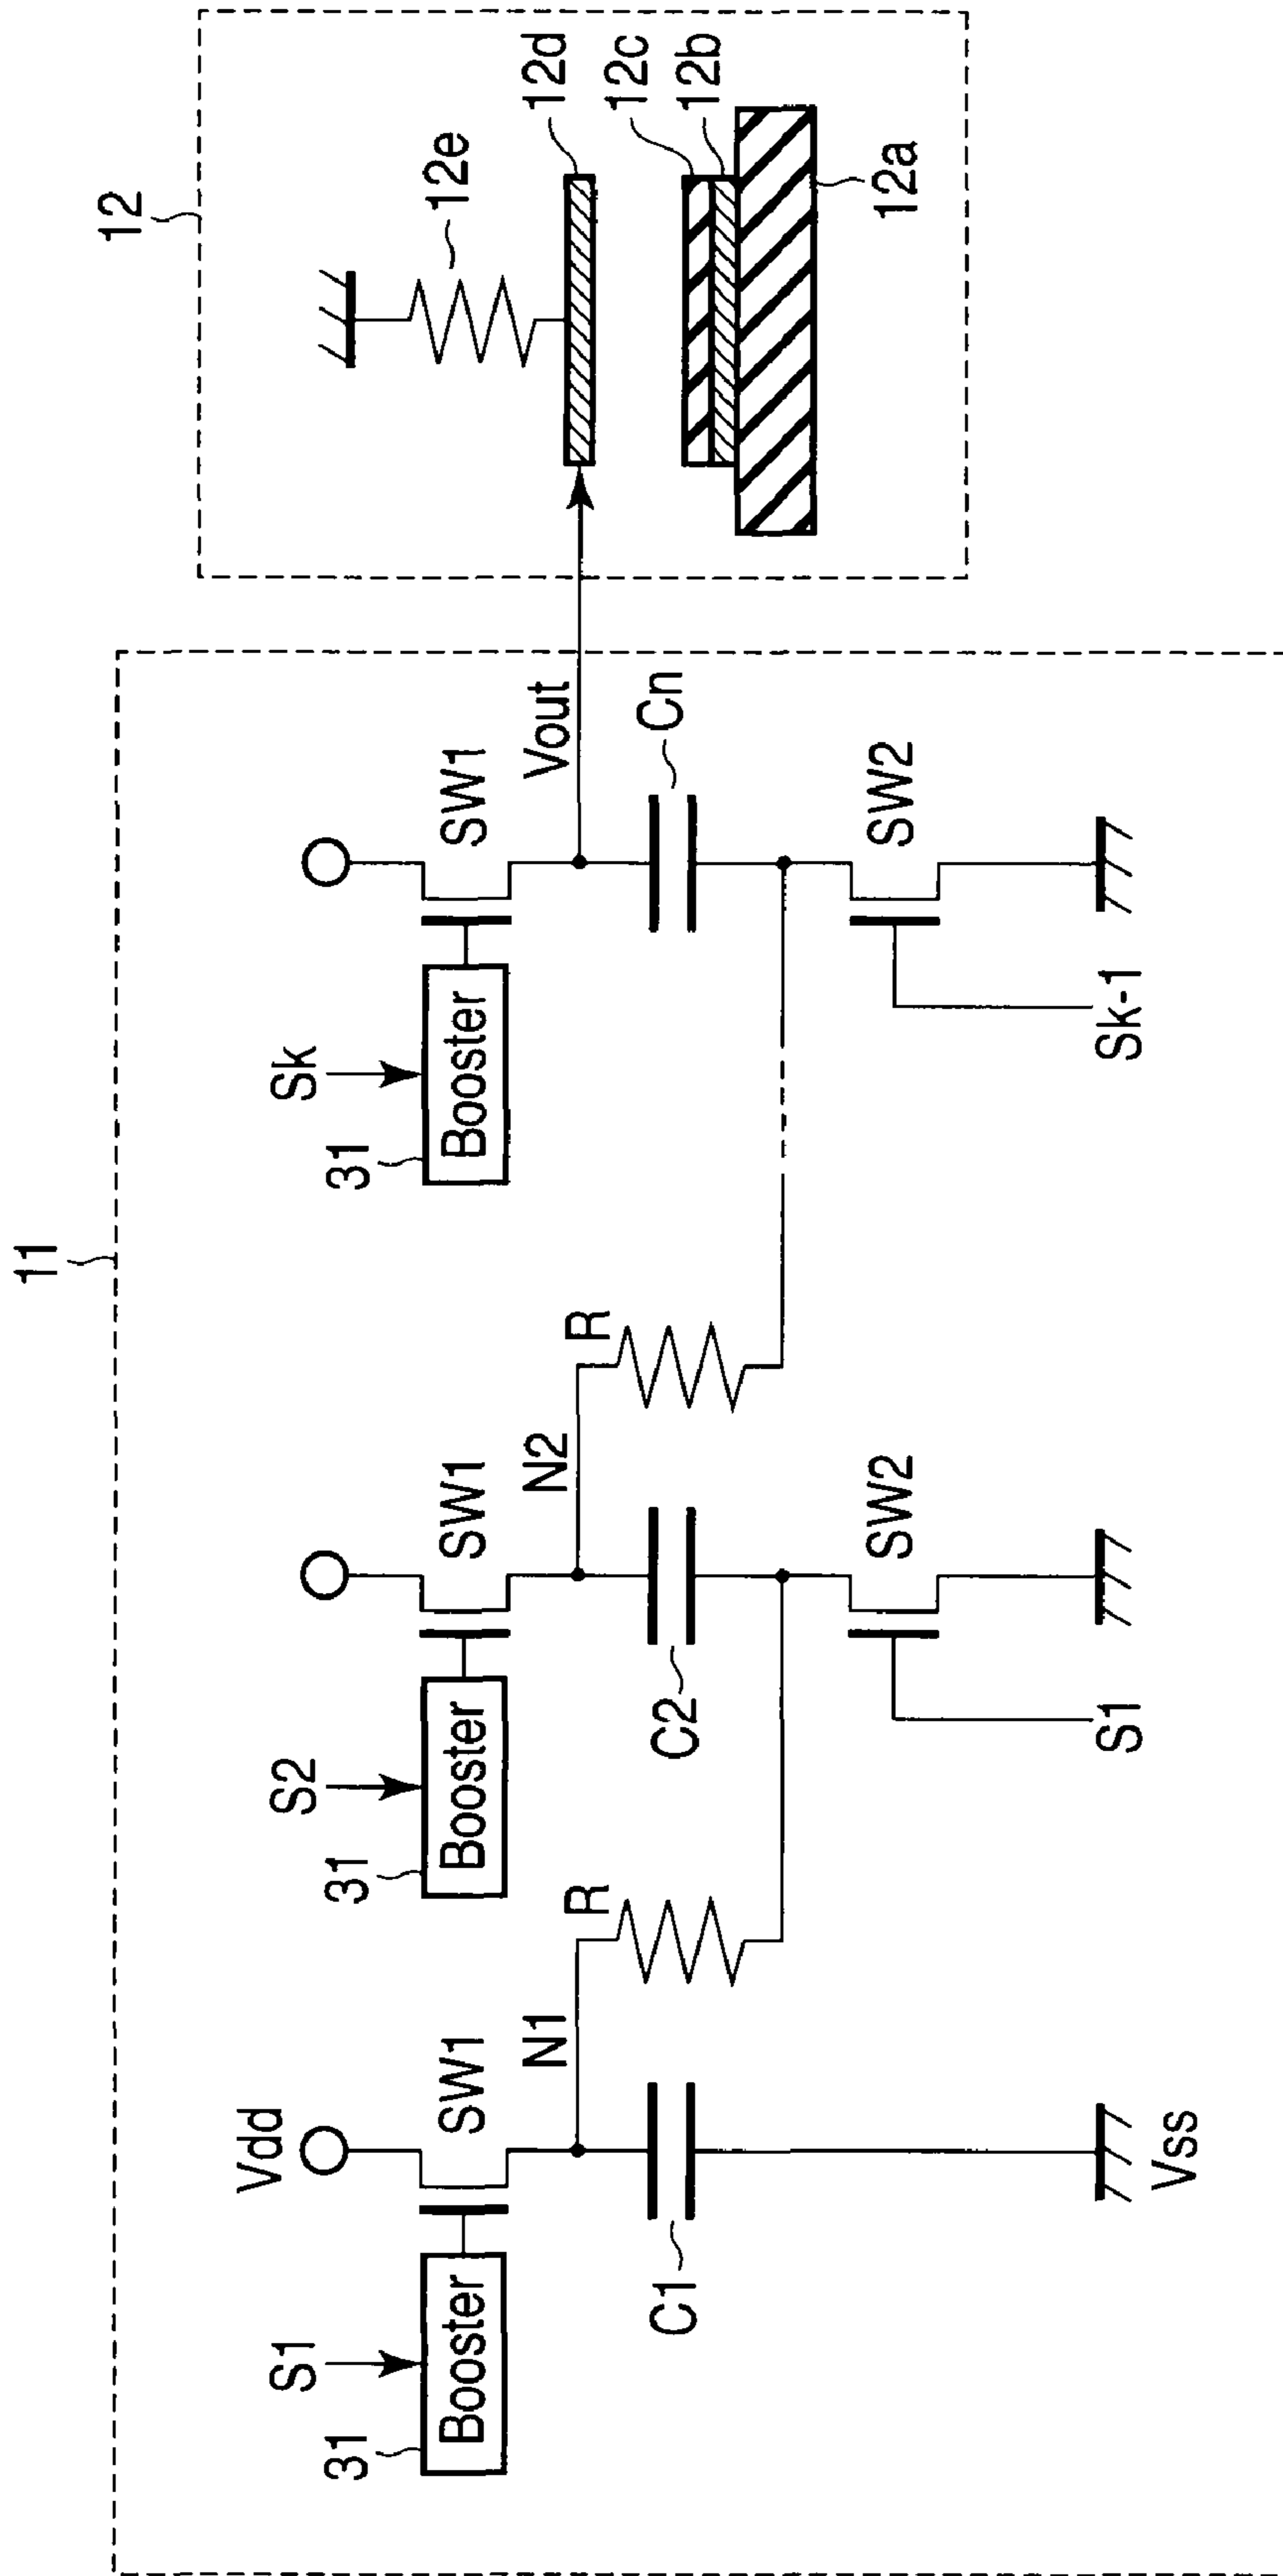 11
12
S1
31
Booster
Vdd
SW1
N1
R
C1
Vss
S2
31
Booster
SW1
N2
R
C2
SW2
S1
Sk
31
Booster
SW1
Vout
Cn
SW2
Sk-1
12e
12d
12c
12b
12a